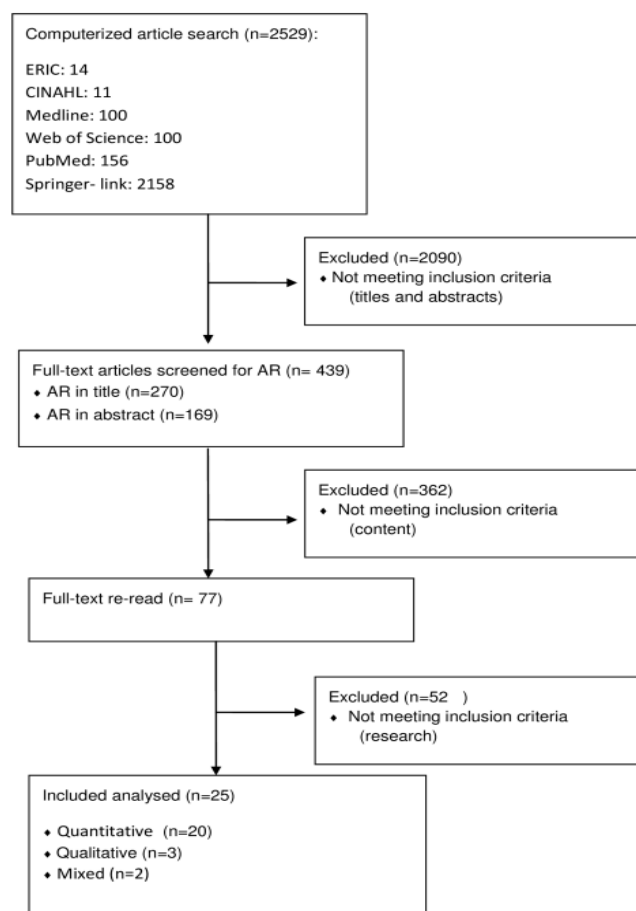 Computerized article search (n=2529):
ERIC: 14
CINAHL: 11
Medline: 100
Web of Science: 100
PubMed: 156
Springer- link: 2158
Excluded (n=2090)
♦ Not meeting inclusion criteria
(titles and abstracts)
Full-text articles screened for AR (n= 439)
♦ AR in title (n=270)
♦ AR in abstract (n=169)
Excluded (n=362)
♦ Not meeting inclusion criteria
(content)
Full-text re-read (n= 77)
Excluded (n=52 )
♦ Not meeting inclusion criteria
(research)
Included analysed (n=25)
♦ Quantitative (n=20)
♦ Qualitative (n=3)
♦ Mixed (n=2)